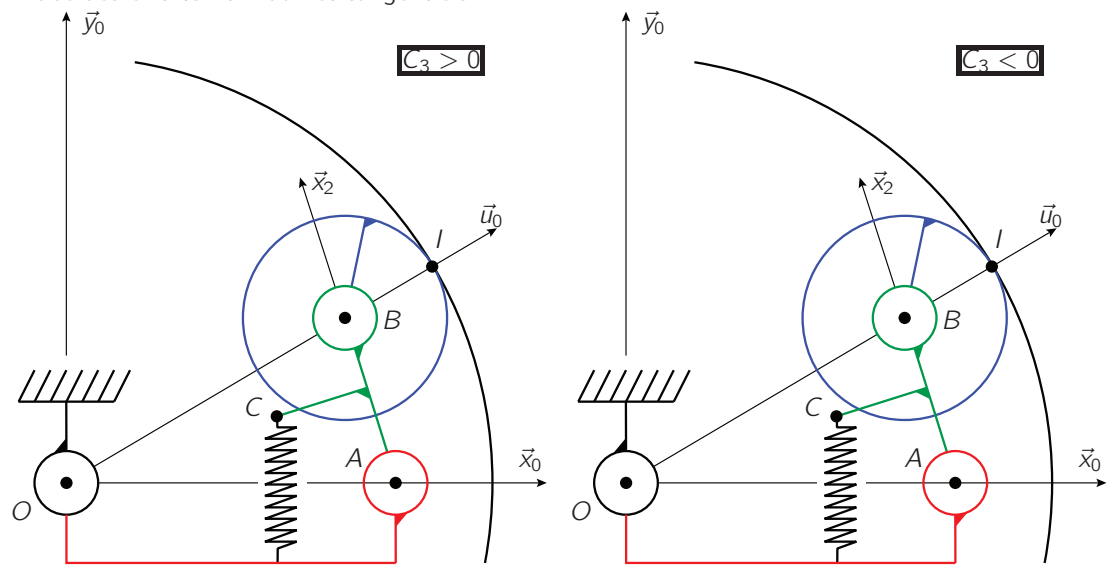 y⃗₀
C₃ > 0
x⃗₂
I
u⃗₀
B
C
A
x⃗₀
O
y⃗₀
C₃ < 0
x⃗₂
I
u⃗₀
B
C
A
x⃗₀
O